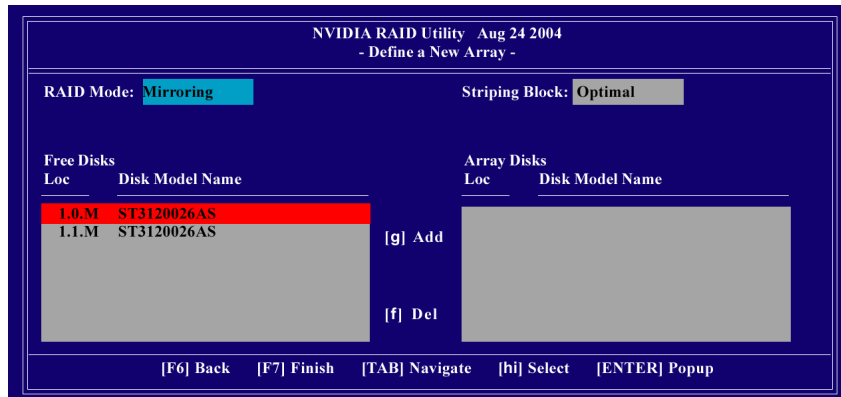 NVIDIA RAID Utility Aug 24 2004
- Define a New Array -
RAID Mode: Mirroring
Striping Block: Optimal
Free Disks
Loc Disk Model Name
1.0.M ST3120026AS
1.1.M ST3120026AS
[g] Add
[f] Del
Array Disks
Loc Disk Model Name
[F6] Back [F7] Finish [TAB] Navigate [hi] Select [ENTER] Popup